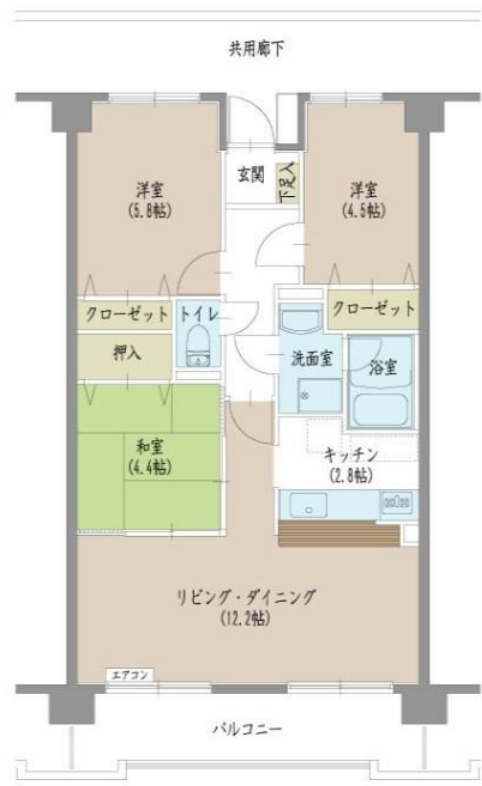 共用廊下
玄関
下足入
洋室
(5.8帖)
洋室
(4.5帖)
クローゼット
トイレ
クローゼット
押入
洗面室
浴室
和室
(4.4帖)
キッチン
(2.8帖)
リビング・ダイニング
(12.2帖)
エアコン
バルコニー